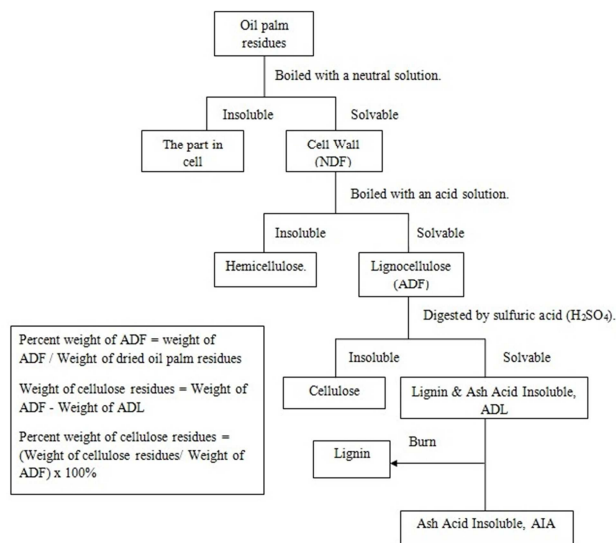 Oil palm
residues
Boiled with a neutral solution.
Insoluble
Solvable
The part in
cell
Cell Wall
(NDF)
Boiled with an acid solution.
Insoluble
Solvable
Hemicellulose.
Lignocellulose
(ADF)
Digested by sulfuric acid (H₂SO₄).
Insoluble
Solvable
Cellulose
Lignin & Ash Acid Insoluble,
ADL
Burn
Lignin
Ash Acid Insoluble, AIA
Percent weight of ADF = weight of
ADF / Weight of dried oil palm residues
Weight of cellulose residues = Weight of
ADF - Weight of ADL
Percent weight of cellulose residues =
(Weight of cellulose residues/ Weight of
ADF) x 100%